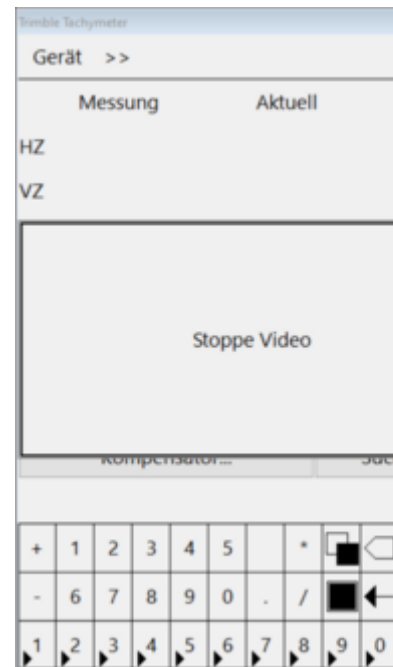 Trimble Tachymeter
Gerät >>
Messung Aktuell
HZ
VZ
Stoppe Video
+ 1 2 3 4 5 *
- 6 7 8 9 0 . /
1 2 3 4 5 6 7 8 9 0